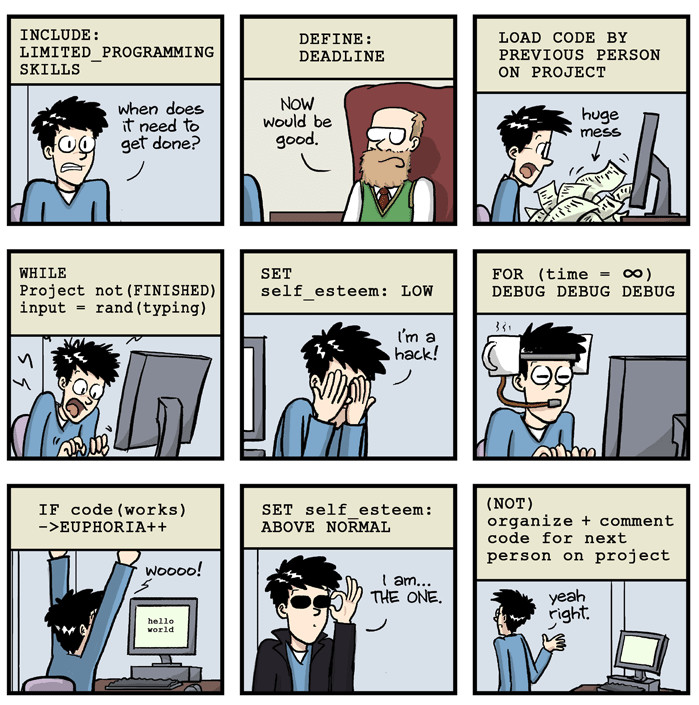 INCLUDE:
LIMITED_PROGRAMMING
SKILLS
when does
it need to
get done?
DEFINE:
DEADLINE
NOW
would be
good.
LOAD CODE BY
PREVIOUS PERSON
ON PROJECT
huge
mess
WHILE
Project not(FINISHED)
input = rand(typing)
SET
self_esteem: LOW
I'm a
hack!
FOR (time = ∞)
DEBUG DEBUG DEBUG
IF code(works)
->EUPHORIA++
woooo!
hello
world
SET self_esteem:
ABOVE NORMAL
I am...
THE ONE.
(NOT)
organize + comment
code for next
person on project
yeah
right.